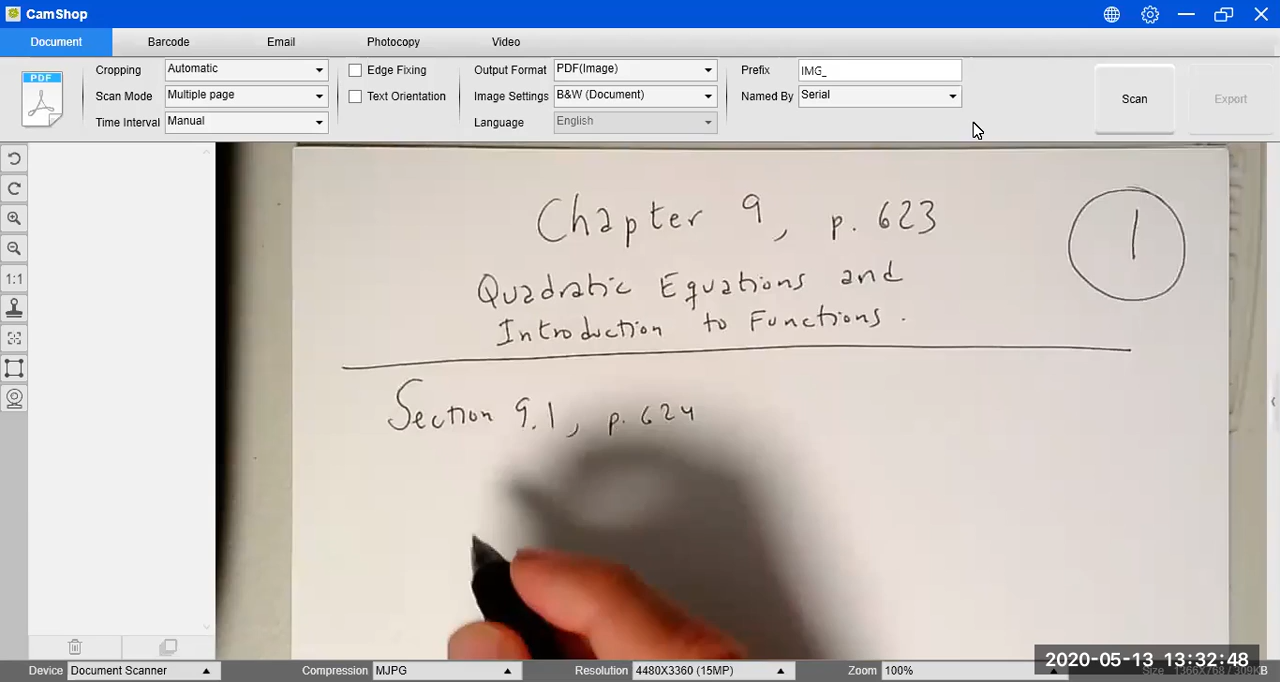 CamShop
Document Barcode Email Photocopy Video
PDF
Cropping Automatic
Scan Mode Multiple page
Time Interval Manual
Edge Fixing
Text Orientation
Output Format PDF(Image)
Image Settings B&W (Document)
Language English
Prefix IMG_
Named By Serial
Scan
Export
1:1
Chapter 9, p. 623
1
Quadratic Equations and
Introduction to Functions.
Section 9.1, p. 624
Device Document Scanner Compression MJPG Resolution 4480X3360 (15MP) Zoom 100%
2020-05-13 13:32:48